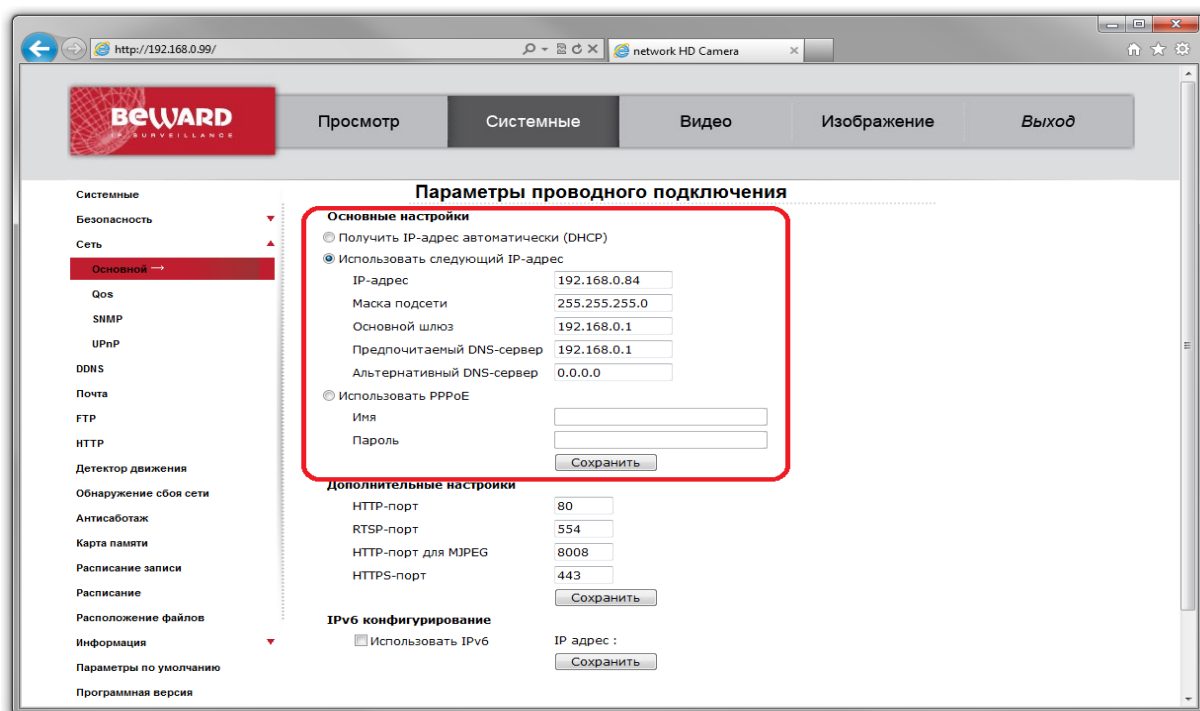 http://192.168.0.99/
network HD Camera
BEWARD
IP SURVEILLANCE
Просмотр
Системные
Видео
Изображение
Выход
Системные
Безопасность
Сеть
Основной →
Qos
SNMP
UPnP
DDNS
Почта
FTP
HTTP
Детектор движения
Обнаружение сбоя сети
Антисаботаж
Карта памяти
Расписание записи
Расписание
Расположение файлов
Информация
Параметры по умолчанию
Программная версия
Параметры проводного подключения
Основные настройки
Получить IP-адрес автоматически (DHCP)
Использовать следующий IP-адрес
IP-адрес 192.168.0.84
Маска подсети 255.255.255.0
Основной шлюз 192.168.0.1
Предпочитаемый DNS-сервер 192.168.0.1
Альтернативный DNS-сервер 0.0.0.0
Использовать PPPoE
Имя
Пароль
Сохранить
Дополнительные настройки
HTTP-порт 80
RTSP-порт 554
HTTP-порт для MJPEG 8008
HTTPS-порт 443
Сохранить
IPv6 конфигурирование
Использовать IPv6 IP адрес :
Сохранить